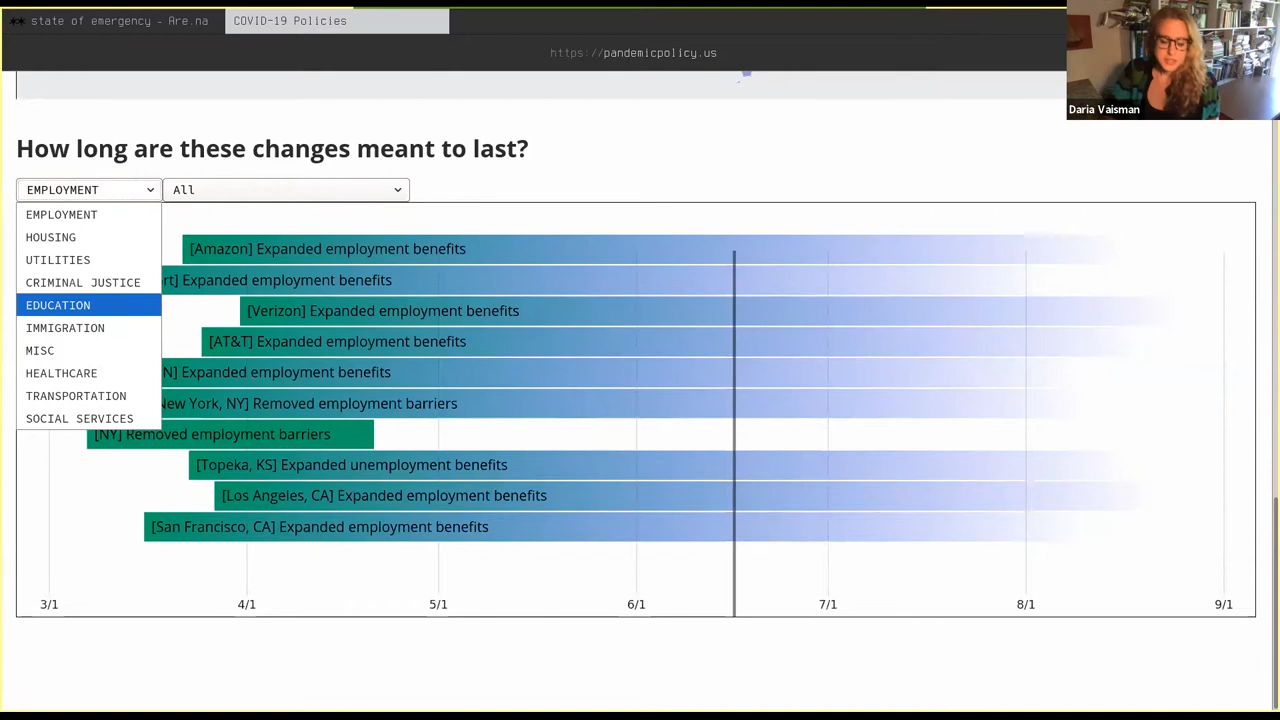 state of emergency - Are.na
COVID-19 Policies
https://pandemicpolicy.us
Daria Vaisman
How long are these changes meant to last?
EMPLOYMENT
All
EMPLOYMENT
HOUSING
UTILITIES
CRIMINAL JUSTICE
EDUCATION
IMMIGRATION
MISC
HEALTHCARE
TRANSPORTATION
SOCIAL SERVICES
[Amazon] Expanded employment benefits
rt] Expanded employment benefits
[Verizon] Expanded employment benefits
[AT&T] Expanded employment benefits
N] Expanded employment benefits
New York, NY] Removed employment barriers
[NY] Removed employment barriers
[Topeka, KS] Expanded unemployment benefits
[Los Angeles, CA] Expanded employment benefits
[San Francisco, CA] Expanded employment benefits
3/1 4/1 5/1 6/1 7/1 8/1 9/1